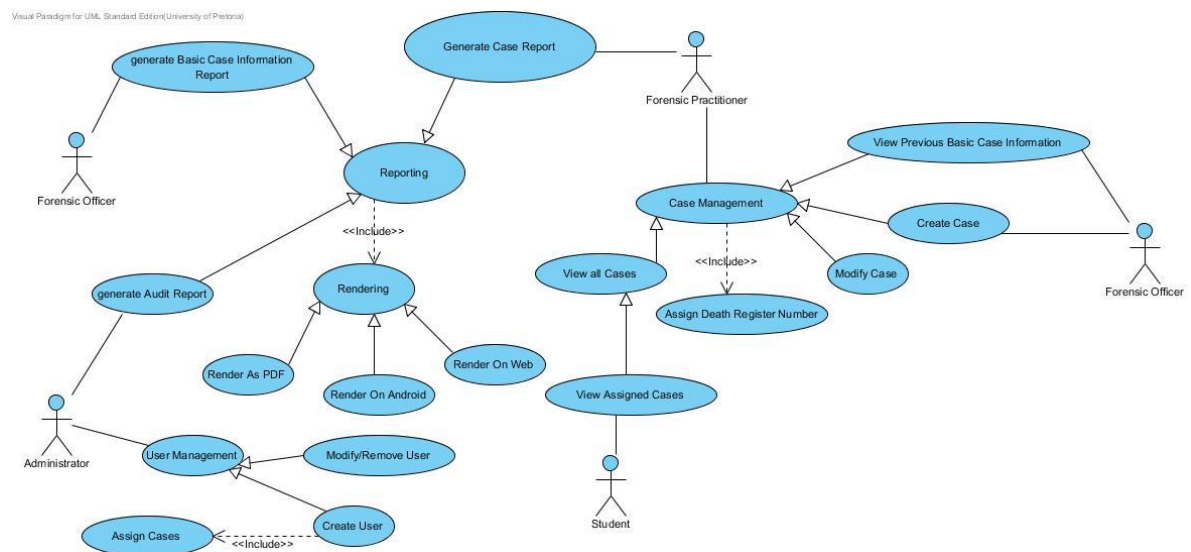 Visual Paradigm for UML Standard Edition(University of Pretoria)
generate Basic Case Information
Report
Generate Case Report
Forensic Practitioner
View Previous Basic Case Information
Forensic Officer
Reporting
Case Management
Create Case
<<Include>>
<<Include>>
View all Cases
Modify Case
Forensic Officer
generate Audit Report
Rendering
Assign Death Register Number
Render As PDF
Render On Android
Render On Web
View Assigned Cases
Administrator
User Management
Modify/Remove User
Student
Assign Cases
<<Include>>
Create User